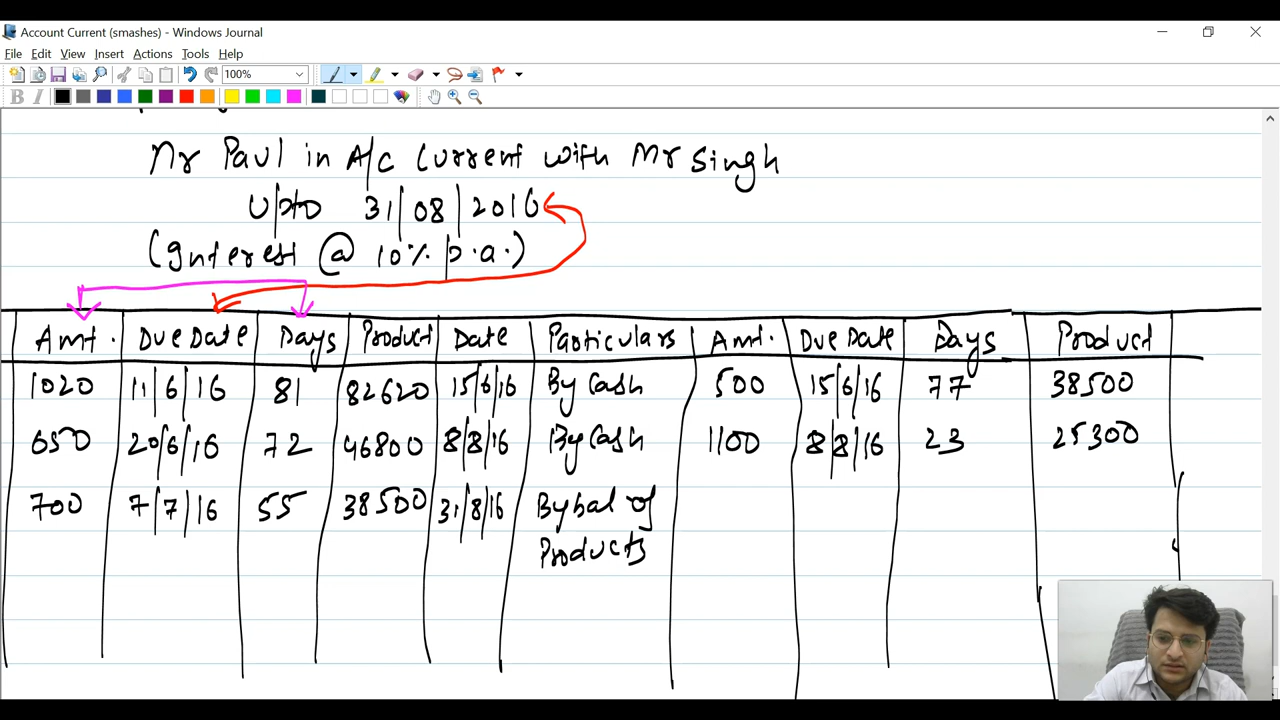 Account Current (smashes) - Windows Journal
File Edit View Insert Actions Tools Help
100%
B I
Mr Paul in A/c Current with Mr Singh
Upto 31/08/2016
(Interest @ 10% p.a.)
Amt. Due Date Days Product Date Particulars Amt. Due Date Days Product
1020 11/6/16 81 82620 15/6/16 By Cash 500 15/6/16 77 38500
650 20/6/16 72 46800 8/8/16 By Cash 1100 8/8/16 23 25300
700 7/7/16 55 38500 31/8/16 By bal of
Products